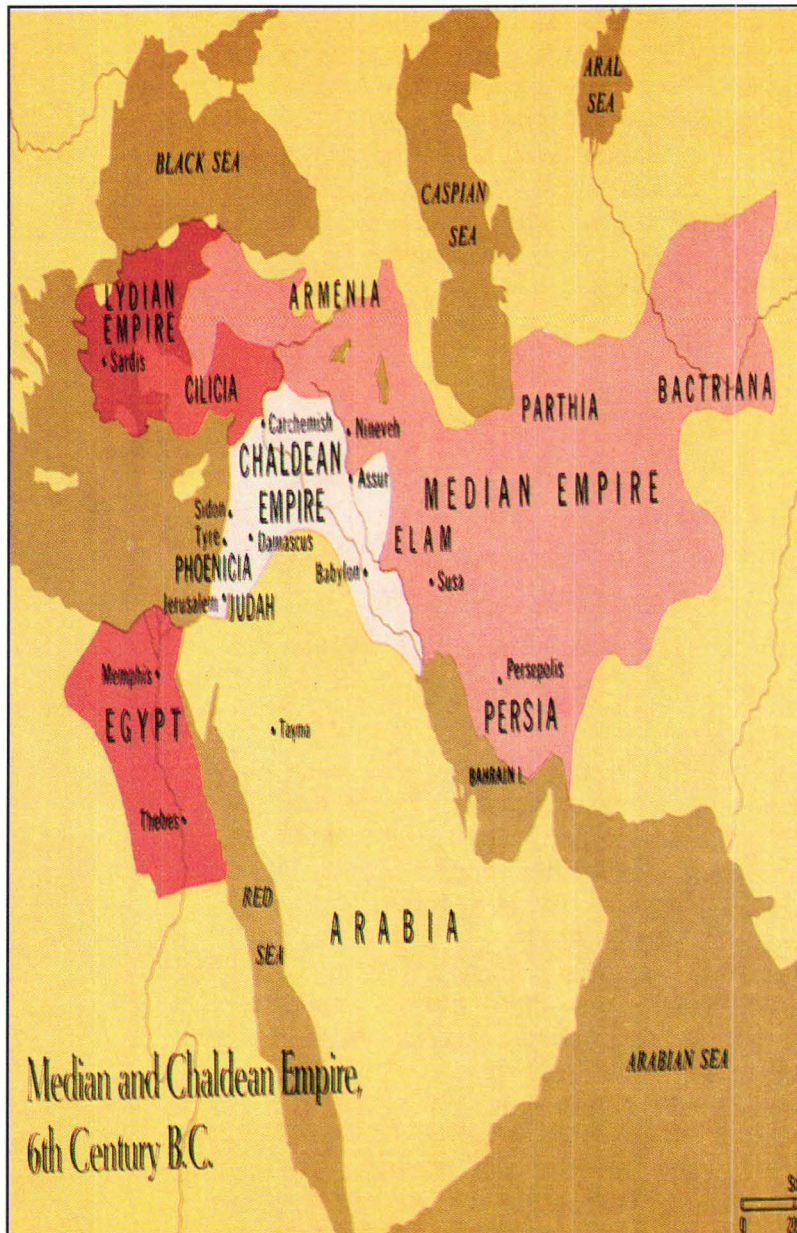 ARAL
SEA
BLACK SEA
CASPIAN
SEA
LYDIAN
EMPIRE
Sardis
ARMENIA
CILICIA
PARTHIA
BACTRIANA
Carchemish
Nineveh
CHALDEAN
EMPIRE
Assur
MEDIAN EMPIRE
Sidon
Tyre
Damascus
ELAM
PHOENICIA
Babylon
Susa
Jerusalem
JUDAH
Memphis
EGYPT
Persepolis
PERSIA
Tayma
BAHRAIN I.
Thebes
RED
SEA
ARABIA
ARABIAN SEA
Median and Chaldean Empire,
6th Century B.C.
0